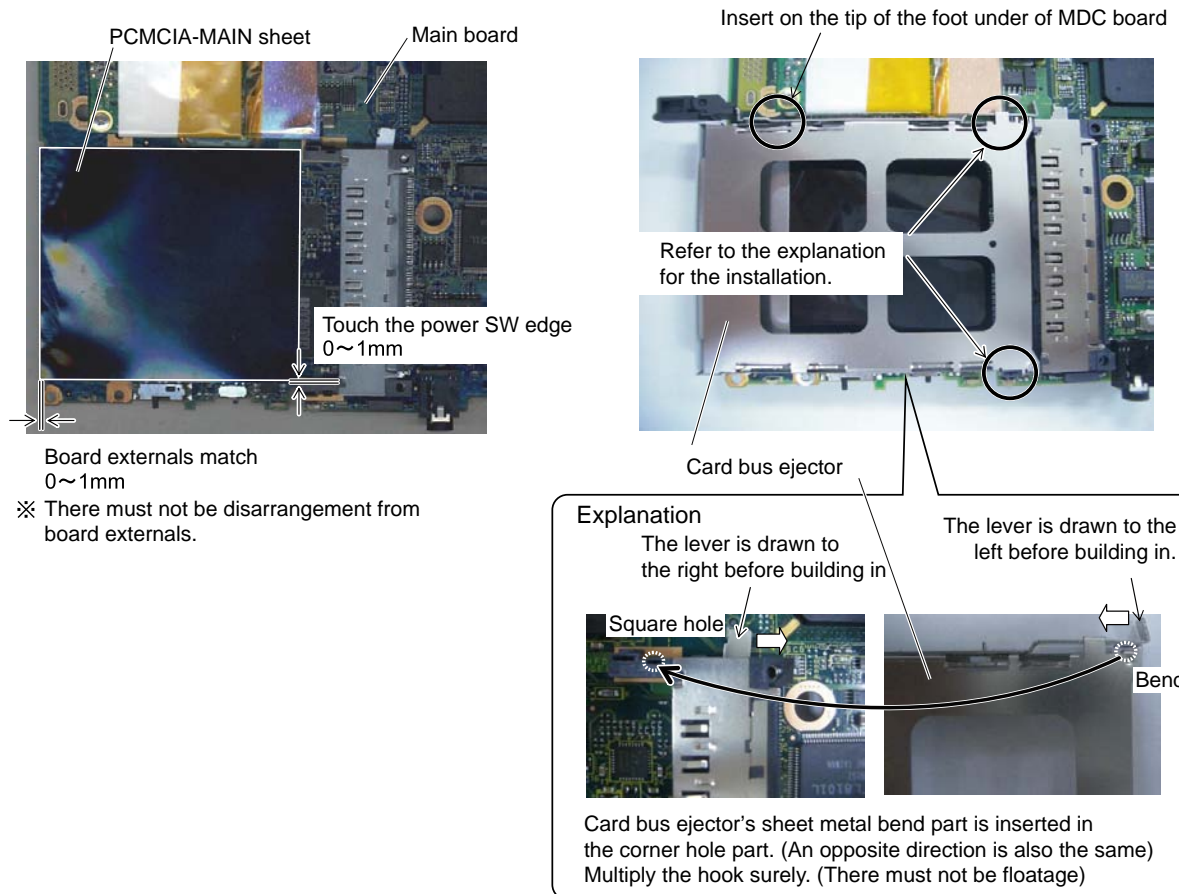 PCMCIA-MAIN sheet
Main board
Touch the power SW edge
0～1mm
Board externals match
0～1mm
※ There must not be disarrangement from
board externals.
Insert on the tip of the foot under of MDC board
Refer to the explanation
for the installation.
Card bus ejector
Explanation
The lever is drawn to
the right before building in
The lever is drawn to the
left before building in.
Square hole
Card bus ejector's sheet metal bend part is inserted in
the corner hole part. (An opposite direction is also the same)
Multiply the hook surely. (There must not be floatage)